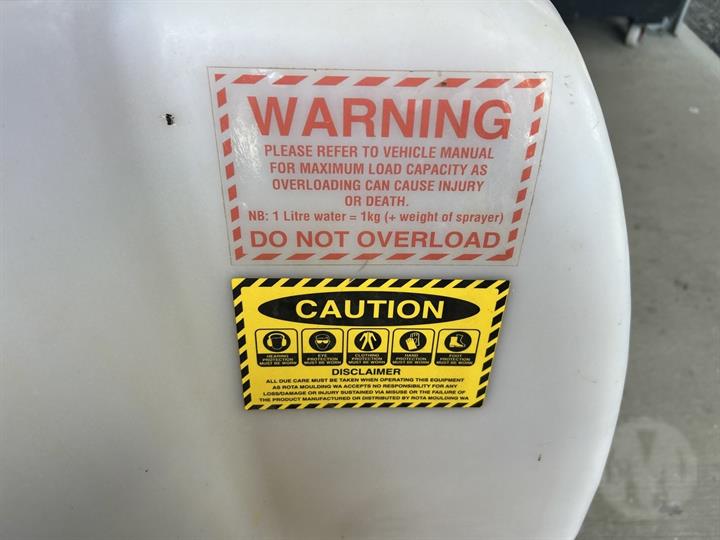 WARNING
PLEASE REFER TO VEHICLE MANUAL
FOR MAXIMUM LOAD CAPACITY AS
OVERLOADING CAN CAUSE INJURY
OR DEATH.
NB: 1 Litre water = 1kg (+ weight of sprayer)
DO NOT OVERLOAD
CAUTION
HEARING PROTECTION MUST BE WORN
EYE PROTECTION MUST BE WORN
CLOTHING PROTECTION MUST BE WORN
HAND PROTECTION MUST BE WORN
FOOT PROTECTION MUST BE WORN
DISCLAIMER
ALL DUE CARE MUST BE TAKEN WHEN OPERATING THIS EQUIPMENT
AS ROTA MOULDING WA ACCEPTS NO RESPONSIBILITY FOR ANY
LOSS/DAMAGE OR INJURY SUSTAINED VIA MISUSE OR THE FAILURE OF
THE PRODUCT MANUFACTURED OR DISTRIBUTED BY ROTA MOULDING WA